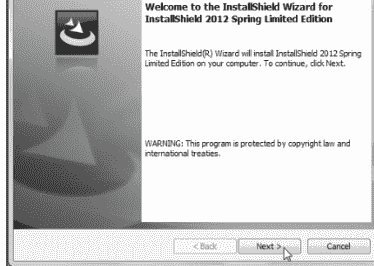 Welcome to the InstallShield Wizard for
InstallShield 2012 Spring Limited Edition
The InstallShield(R) Wizard will install InstallShield 2012 Spring
Limited Edition on your computer. To continue, click Next.
WARNING: This program is protected by copyright law and
international treaties.
< Back Next > Cancel